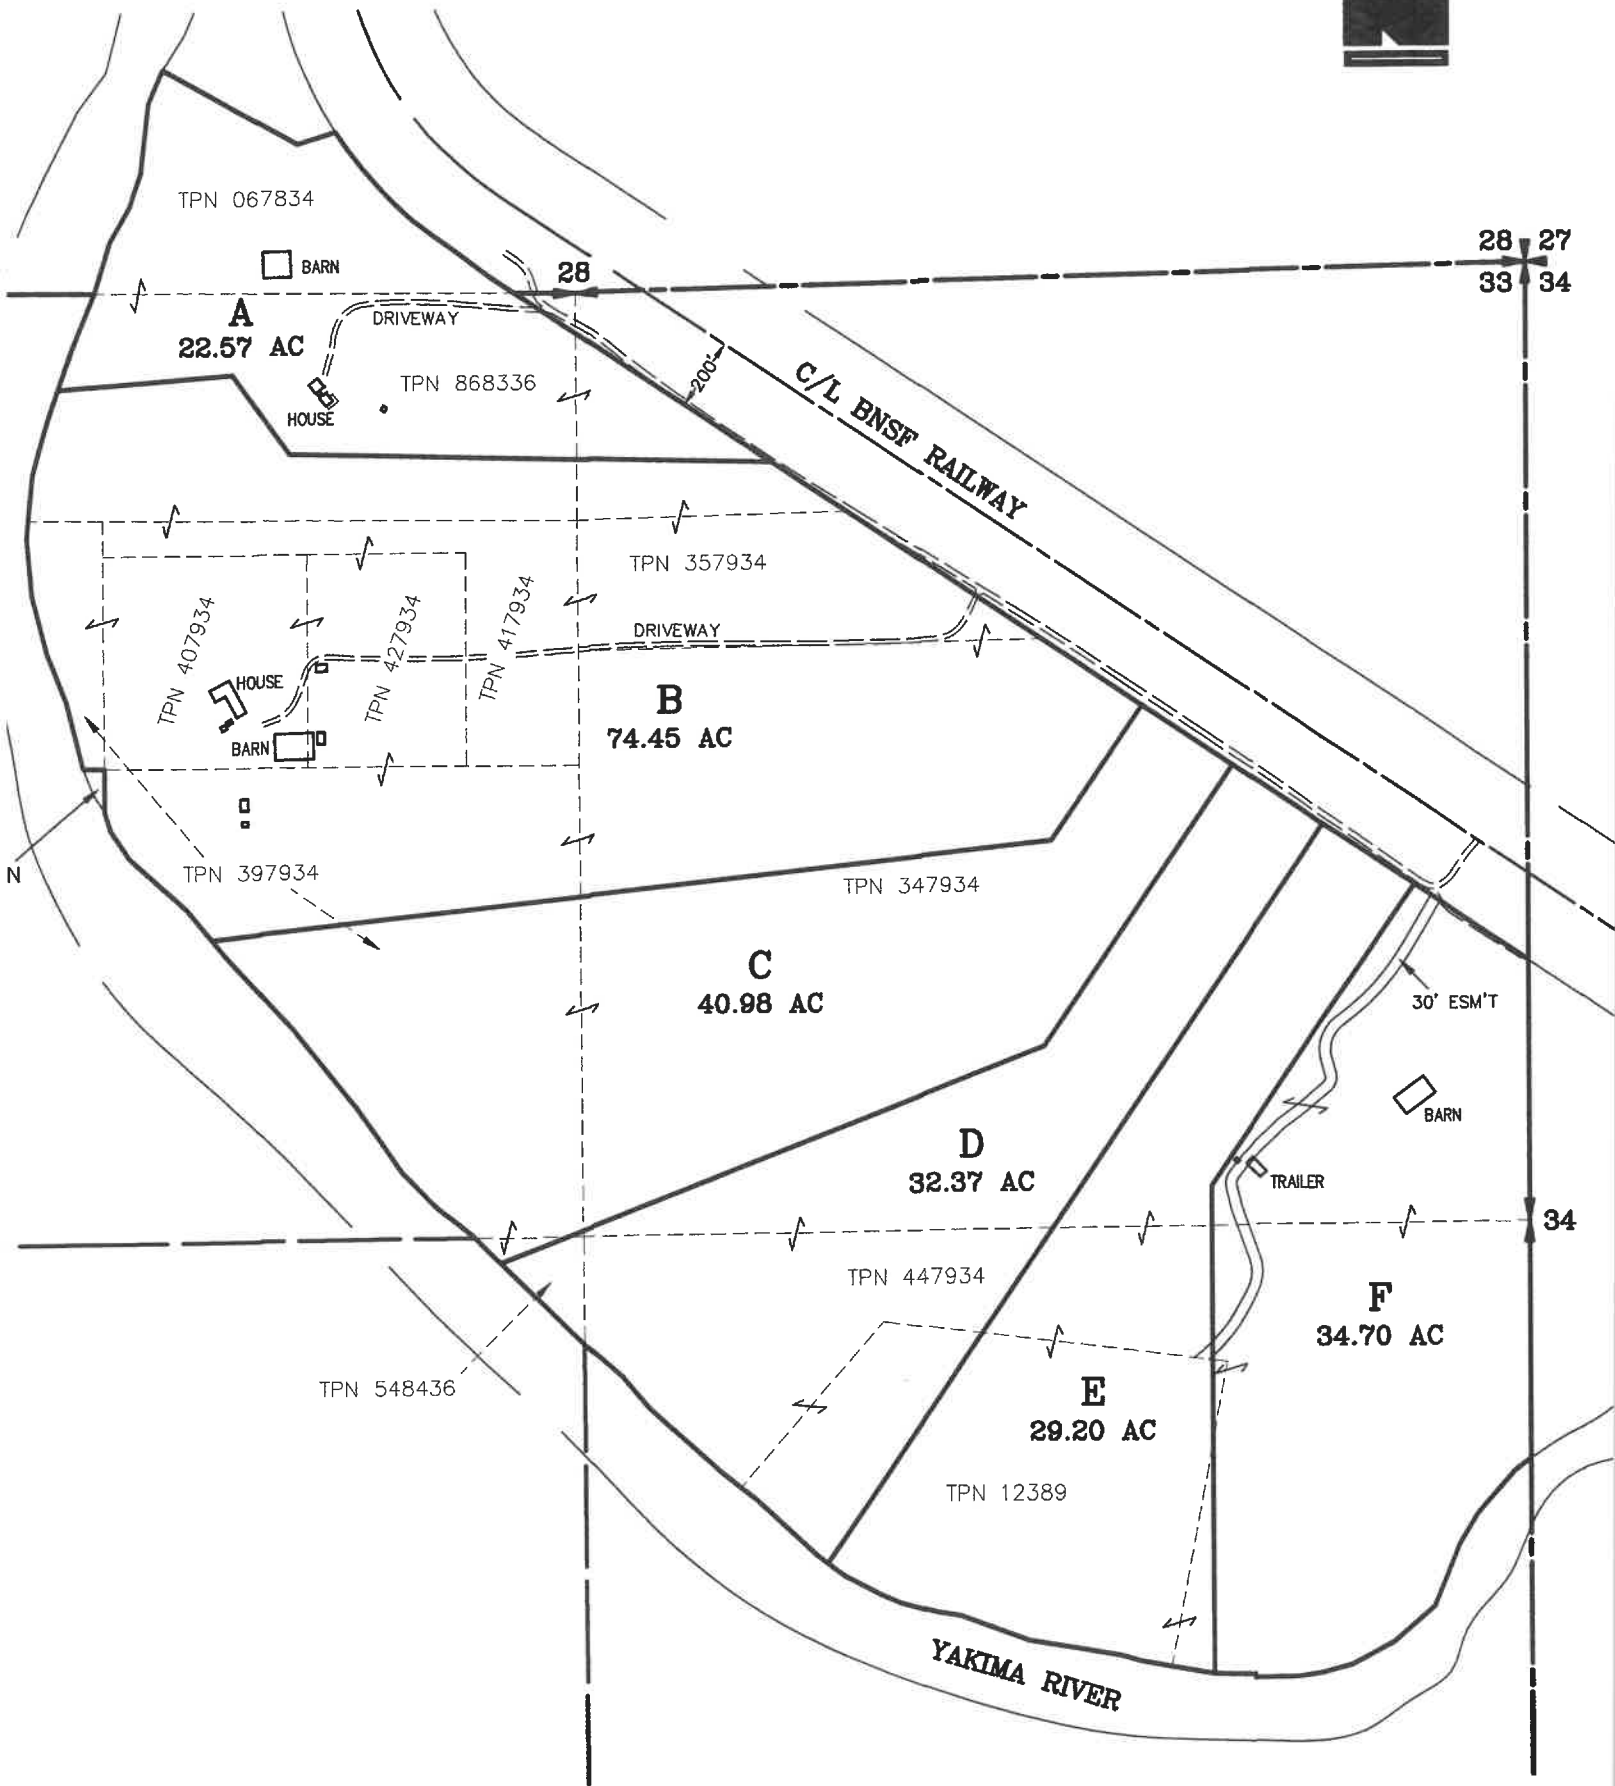 TPN 067834
BARN
28 27
33 34
28
A
22.57 AC
DRIVEWAY
TPN 868336
HOUSE
200'
C/L BNSF RAILWAY
TPN 357934
TPN 407934
TPN 427934
TPN 417934
DRIVEWAY
HOUSE
B
74.45 AC
BARN
N
TPN 397934
TPN 347934
C
40.98 AC
30' ESM'T
BARN
D
32.37 AC
TRAILER
34
TPN 447934
F
34.70 AC
TPN 548436
E
29.20 AC
TPN 12389
YAKIMA RIVER